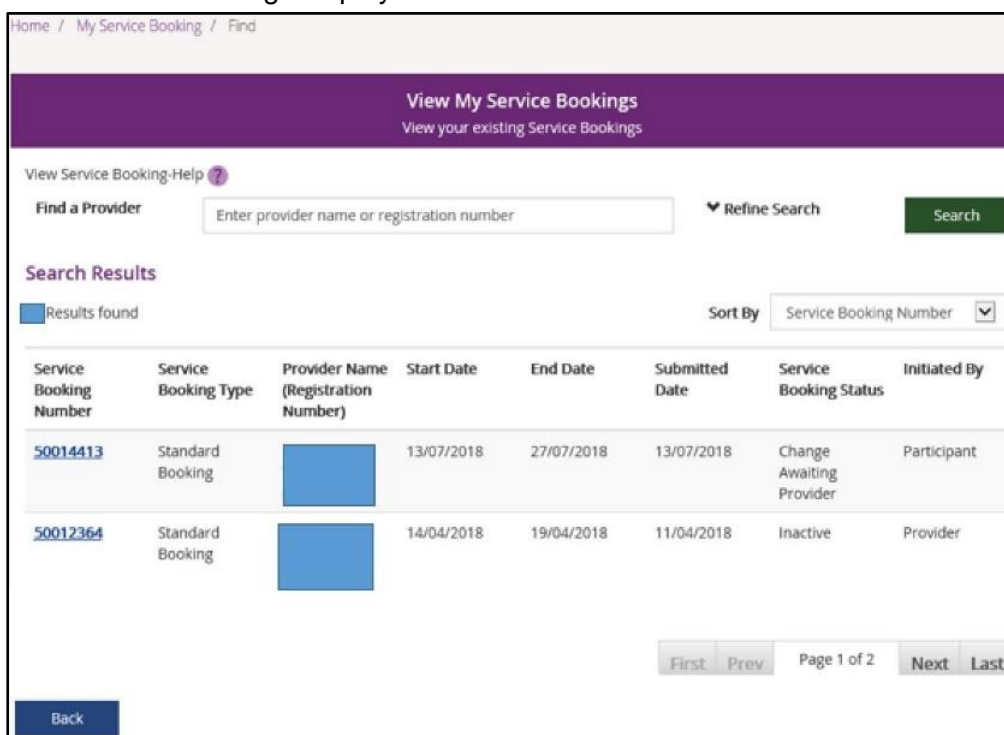 Home / My Service Booking / Find
View My Service Bookings
View your existing Service Bookings
View Service Booking-Help ?
Find a Provider Enter provider name or registration number Refine Search Search
Search Results
Results found Sort By Service Booking Number
Service Booking Number Service Booking Type Provider Name (Registration Number) Start Date End Date Submitted Date Service Booking Status Initiated By
50014413 Standard Booking 13/07/2018 27/07/2018 13/07/2018 Change Awaiting Provider Participant
50012364 Standard Booking 14/04/2018 19/04/2018 11/04/2018 Inactive Provider
First Prev Page 1 of 2 Next Last
Back